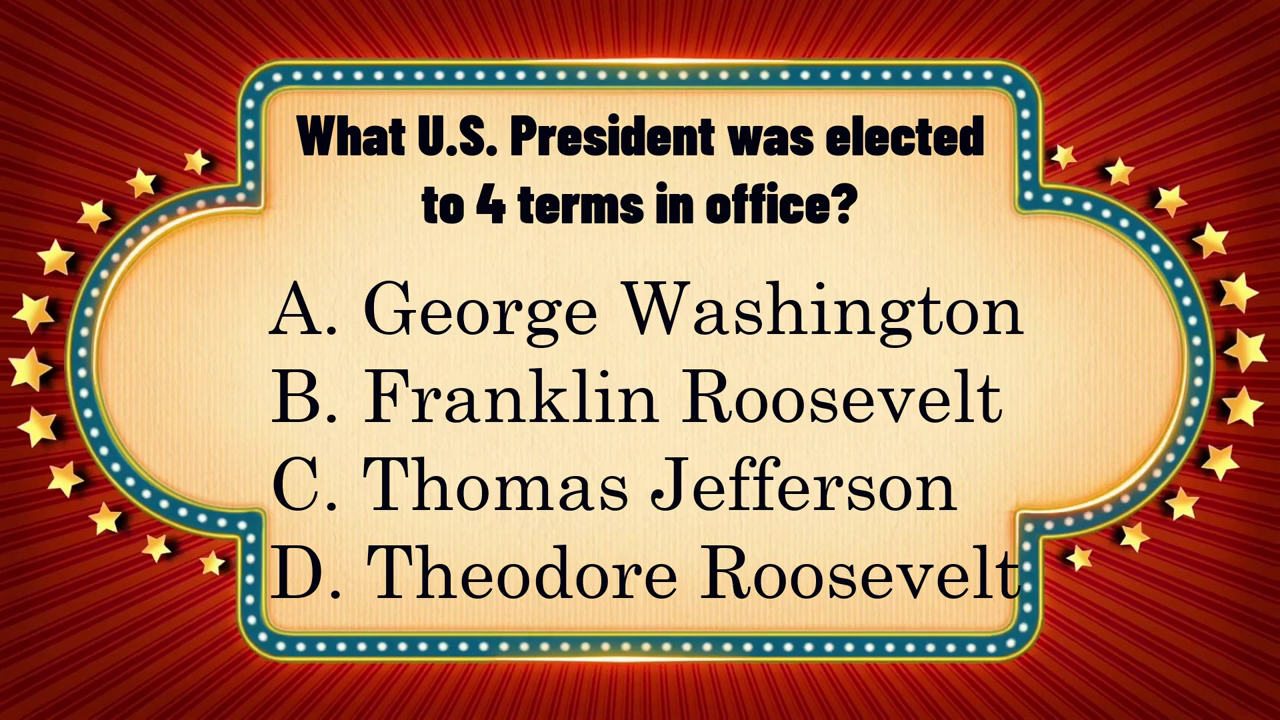 What U.S. President was elected
to 4 terms in office?
A. George Washington
B. Franklin Roosevelt
C. Thomas Jefferson
D. Theodore Roosevelt